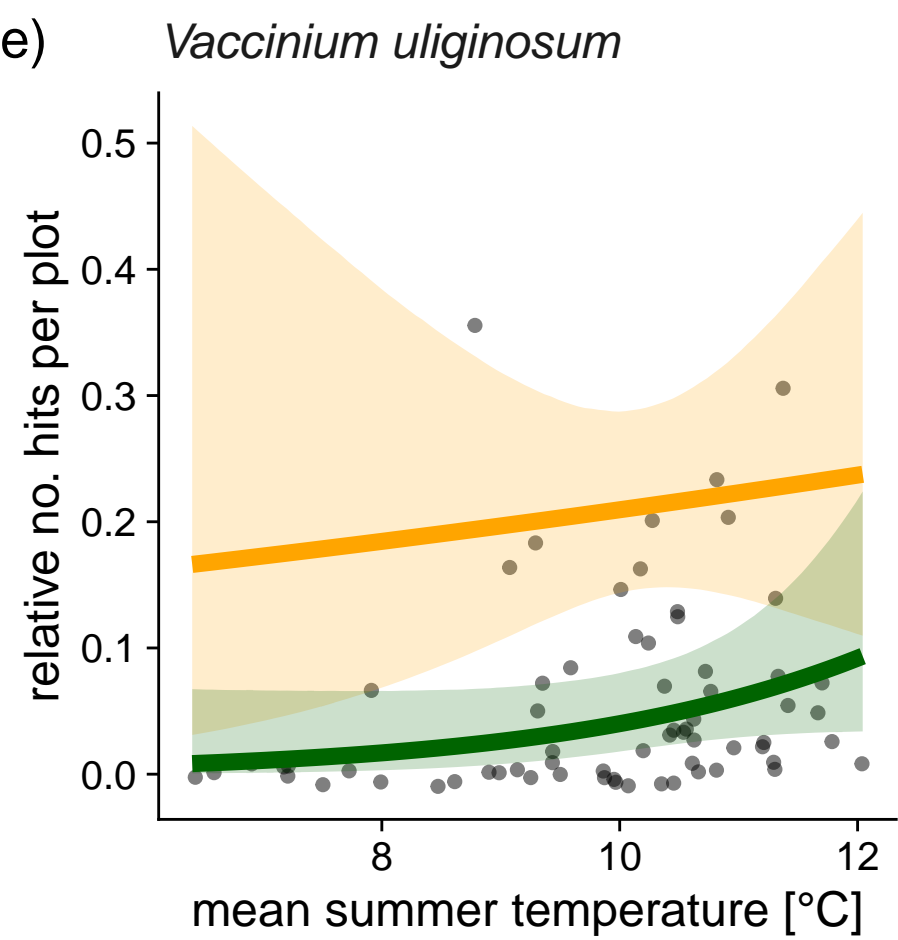 e) Vaccinium uliginosum
relative no. hits per plot
0.5
0.4
0.3
0.2
0.1
0.0
8 10 12
mean summer temperature [°C]